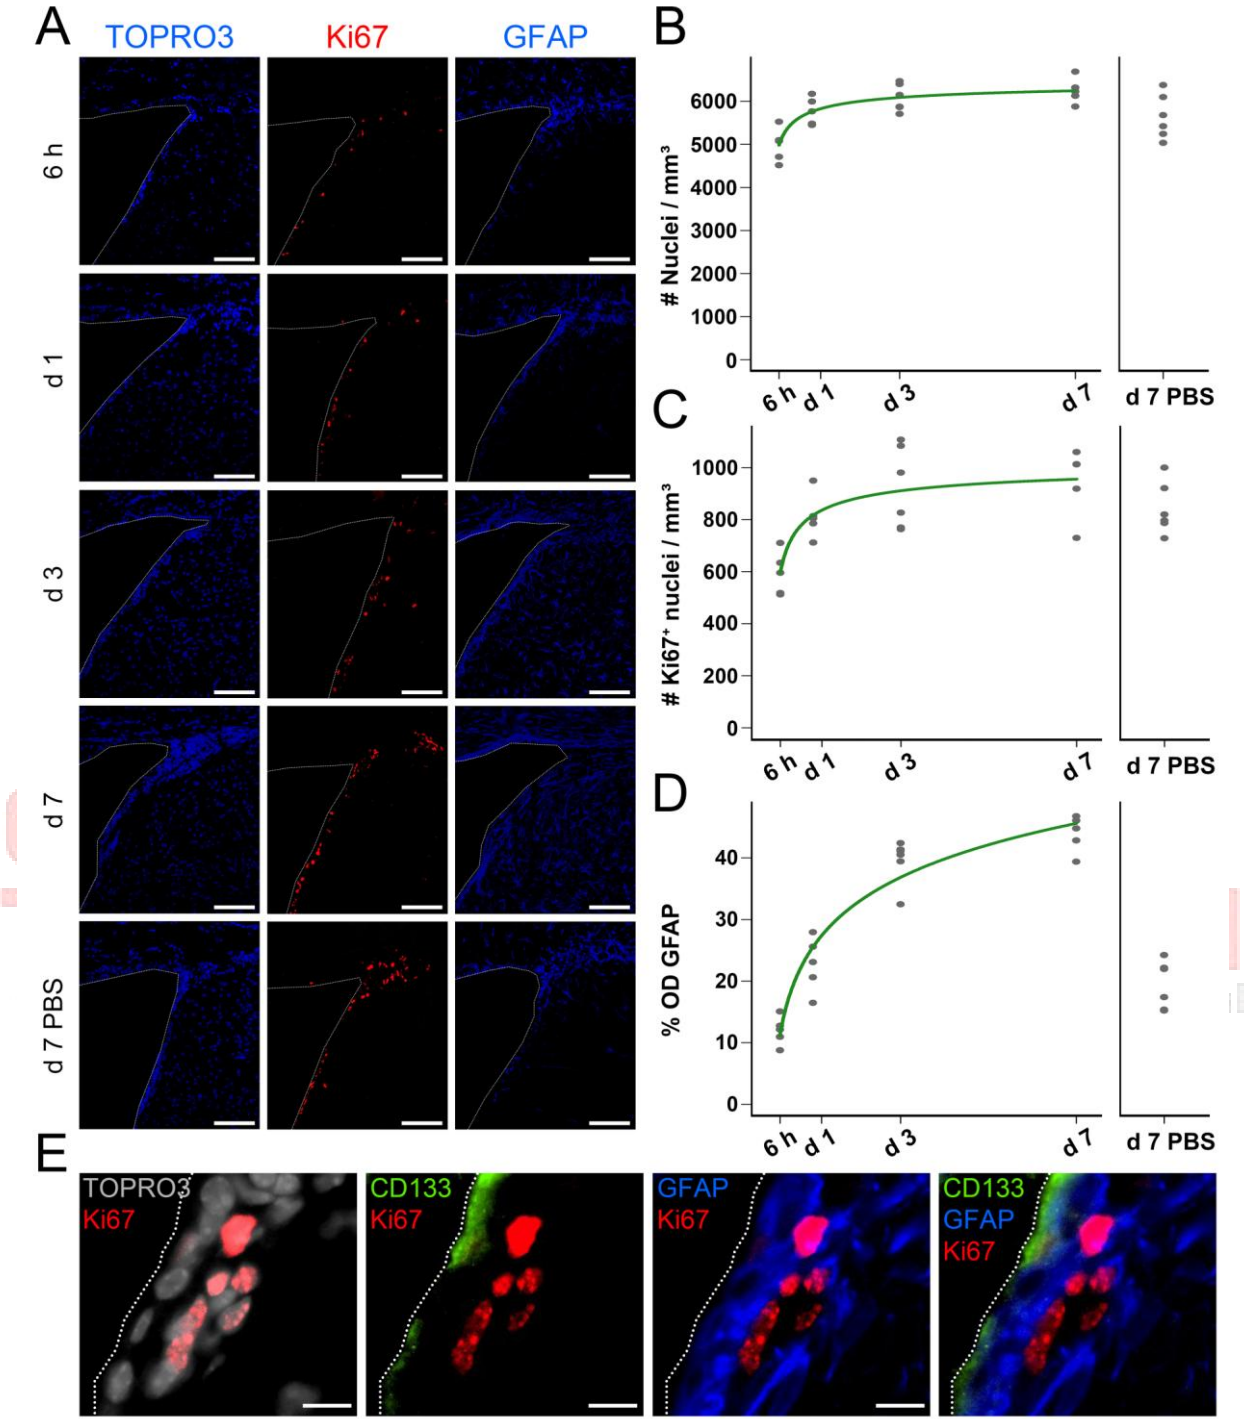 A
TOPRO3 Ki67 GFAP
6 h
d 1
d 3
d 7
d 7 PBS
B
# Nuclei / mm³
6000
5000
4000
3000
2000
1000
0
6 h d 1 d 3 d 7 d 7 PBS
C
# Ki67⁺ nuclei / mm³
1000
800
600
400
200
0
6 h d 1 d 3 d 7 d 7 PBS
D
% OD GFAP
40
30
20
10
0
6 h d 1 d 3 d 7 d 7 PBS
E
TOPRO3
Ki67
CD133
Ki67
GFAP
Ki67
CD133
GFAP
Ki67